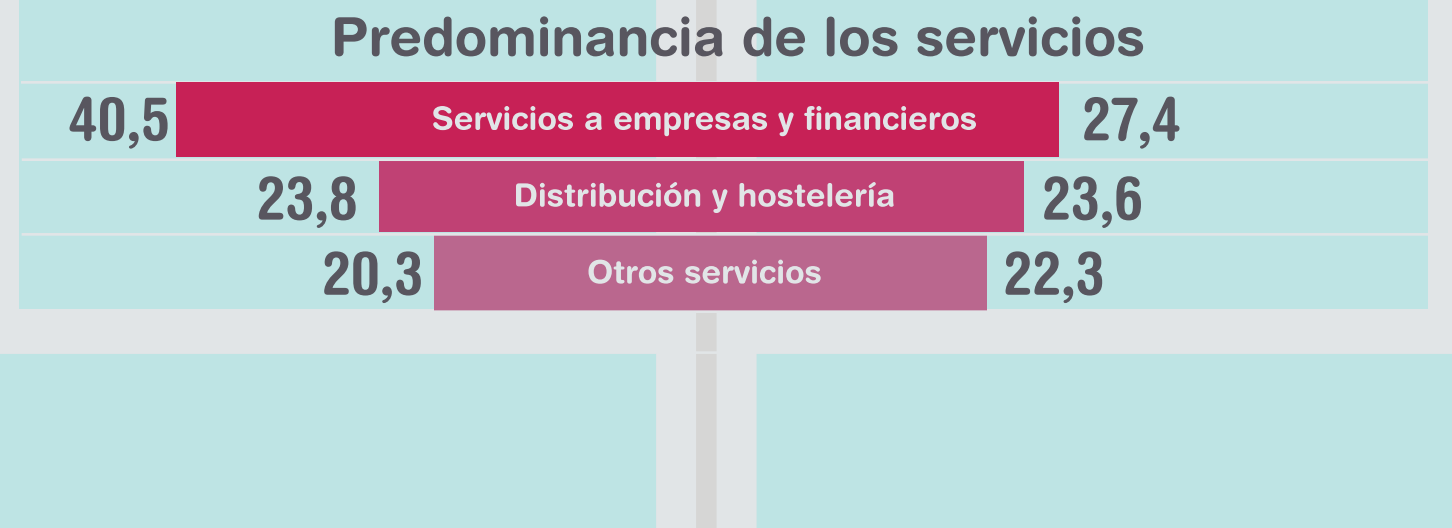 Predominancia de los servicios
40,5 Servicios a empresas y financieros 27,4
23,8 Distribución y hostelería 23,6
20,3 Otros servicios 22,3